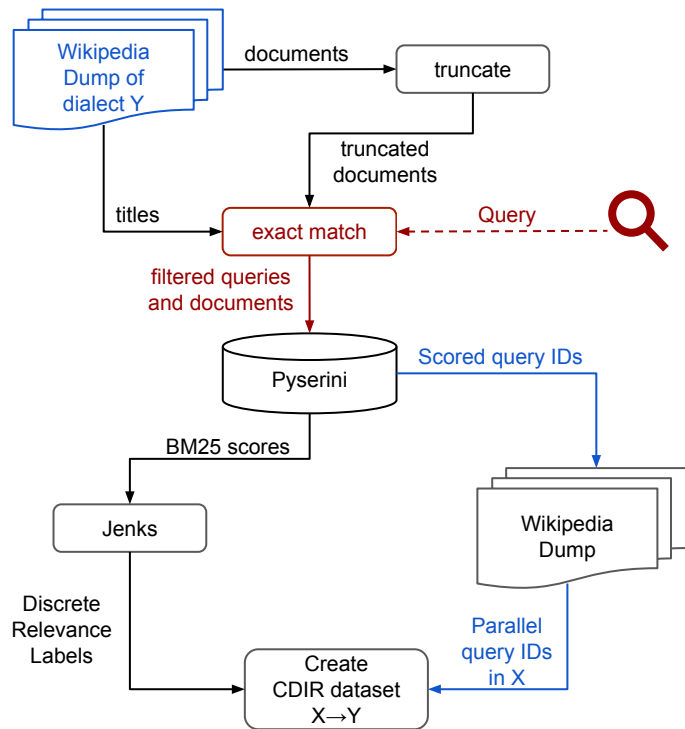 Wikipedia
Dump of
dialect Y
documents
truncate
truncated
documents
titles
exact match
Query
filtered queries
and documents
Pyserini
Scored query IDs
BM25 scores
Jenks
Wikipedia
Dump
Discrete
Relevance
Labels
Parallel
query IDs
in X
Create
CDIR dataset
X→Y